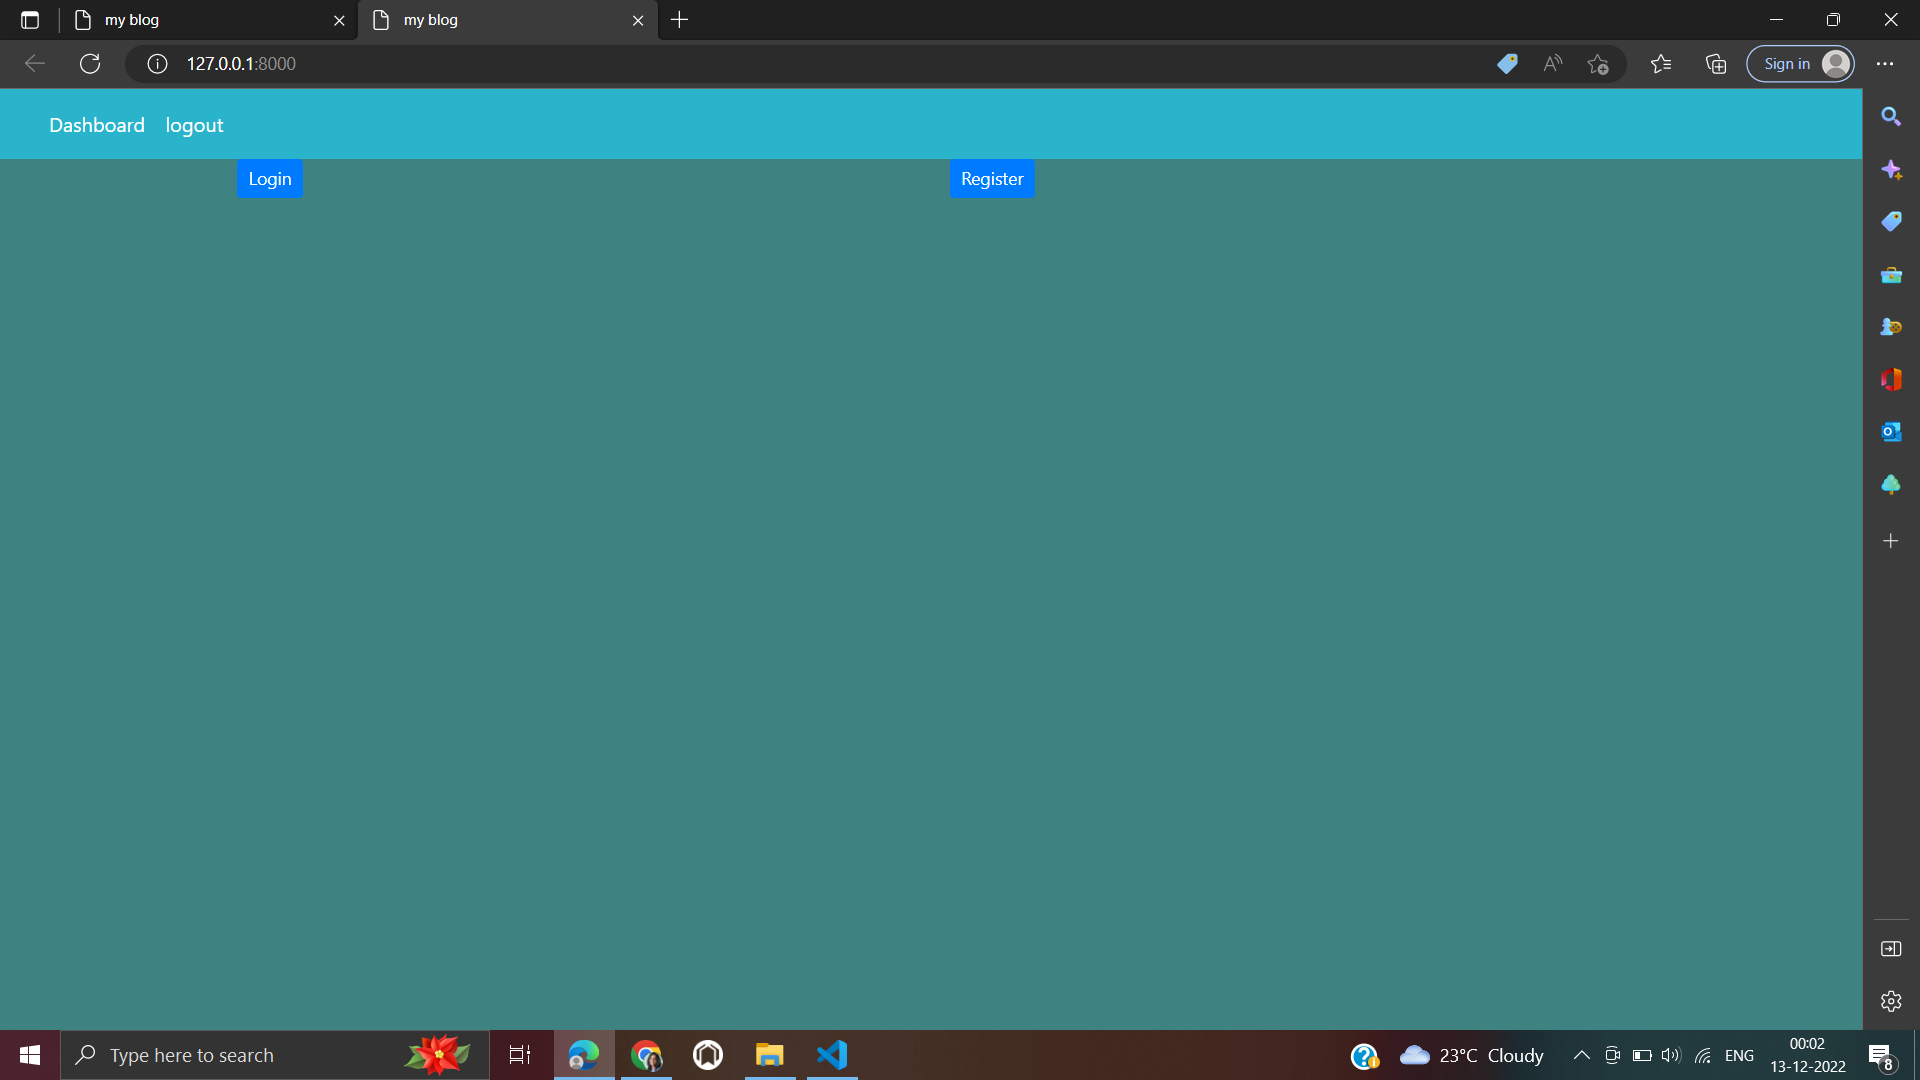 my blog
my blog
127.0.0.1:8000
Sign in
Dashboard logout
Login
Register
Type here to search
23°C Cloudy
ENG
00:02
13-12-2022
8